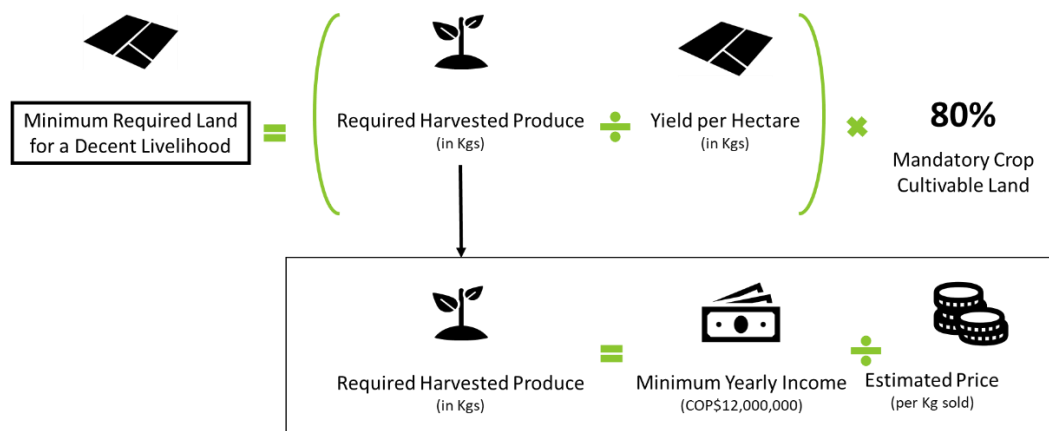 80%
Minimum Required Land
for a Decent Livelihood
=
Required Harvested Produce
(in Kgs)
÷
Yield per Hectare
(in Kgs)
×
Mandatory Crop
Cultivable Land
Required Harvested Produce
(in Kgs)
=
Minimum Yearly Income
(COP$12,000,000)
÷
Estimated Price
(per Kg sold)